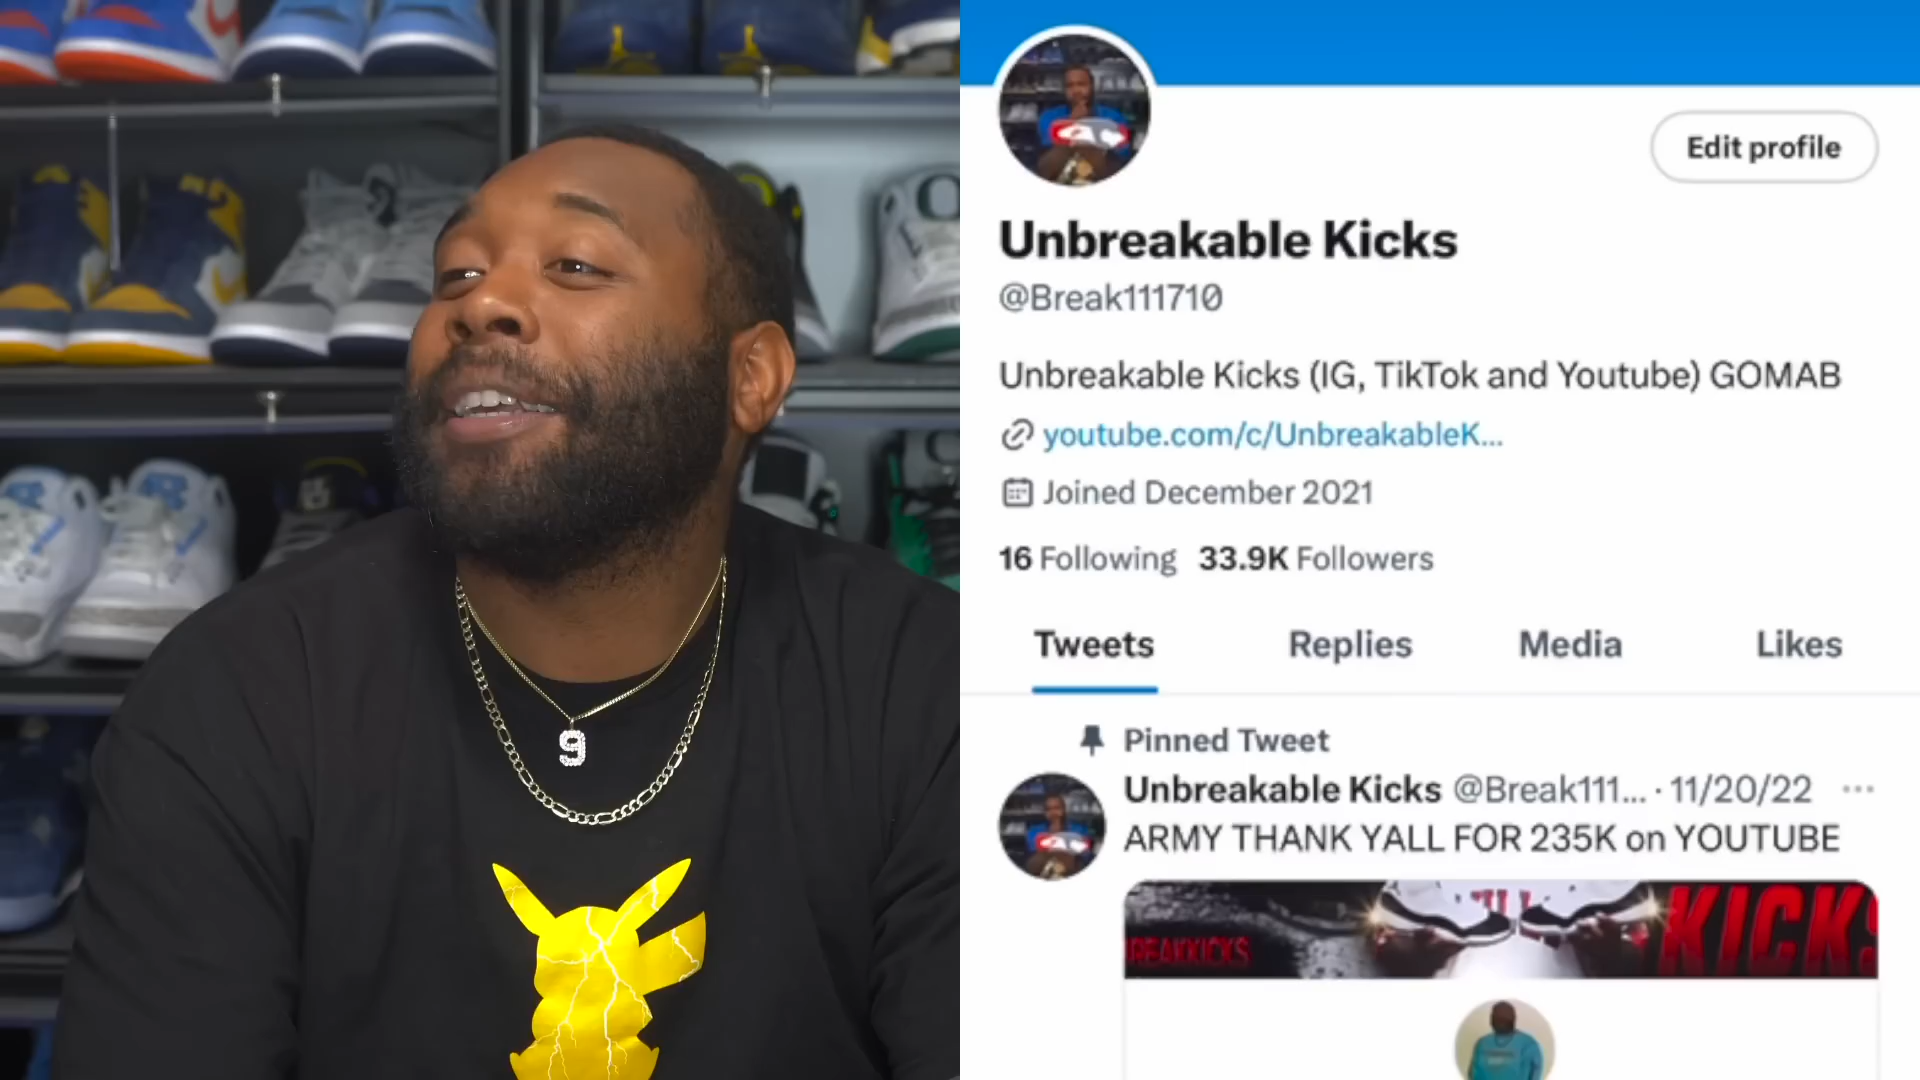 9
Edit profile
Unbreakable Kicks
@Break111710
Unbreakable Kicks (IG, TikTok and Youtube) GOMAB
youtube.com/c/UnbreakableK...
Joined December 2021
16 Following 33.9K Followers
Tweets Replies Media Likes
Pinned Tweet
Unbreakable Kicks @Break111... · 11/20/22 ···
ARMY THANK YALL FOR 235K on YOUTUBE
REAKKICKS
KICKS